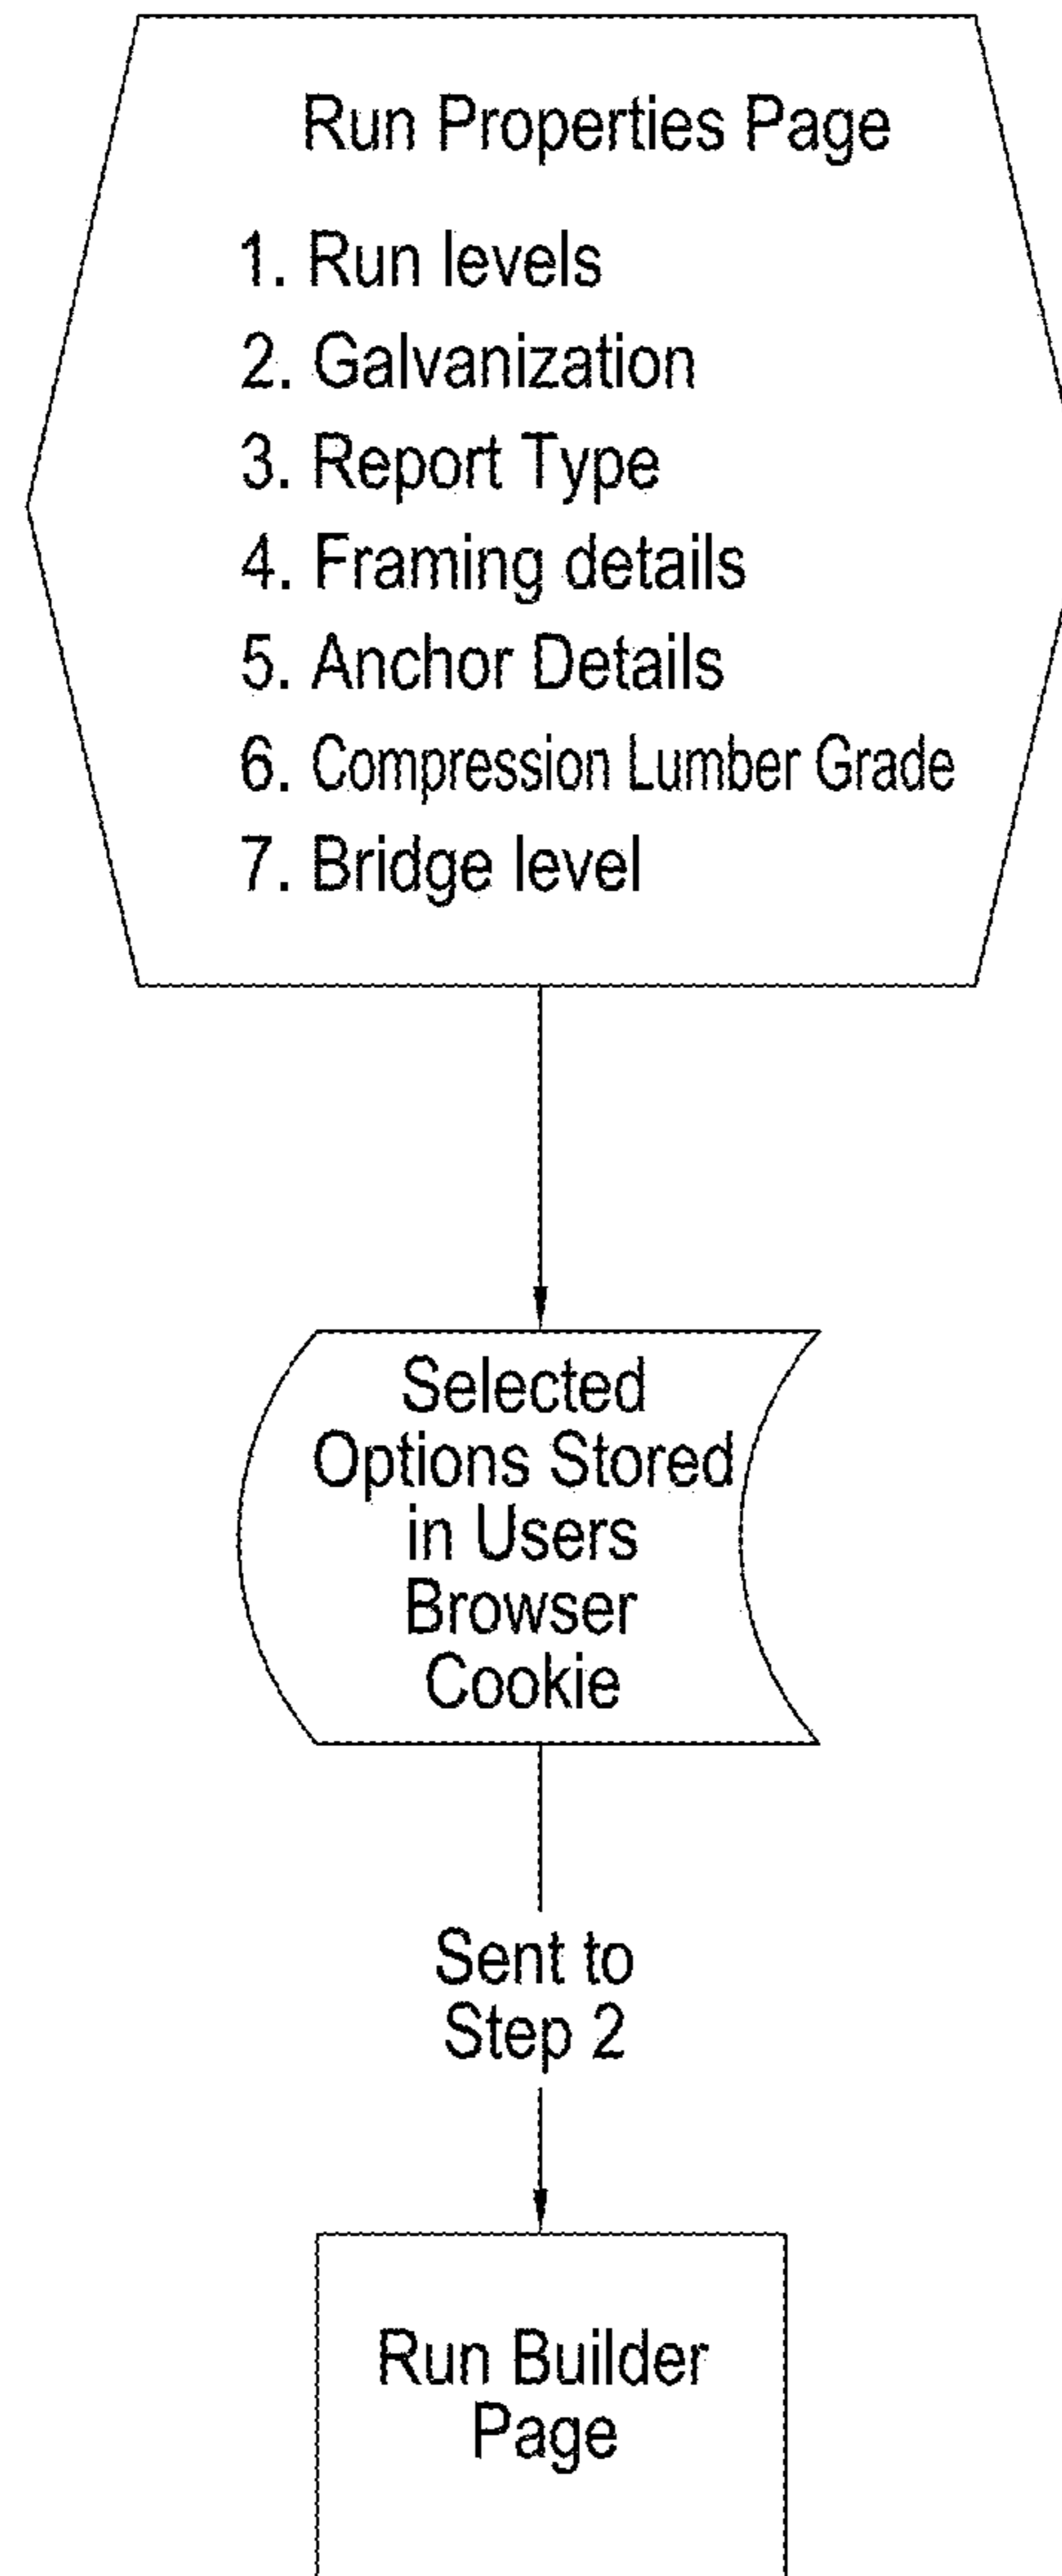 Run Properties Page
1. Run levels
2. Galvanization
3. Report Type
4. Framing details
5. Anchor Details
6. Compression Lumber Grade
7. Bridge level
Selected
Options Stored
in Users
Browser
Cookie
Sent to
Step 2
Run Builder
Page